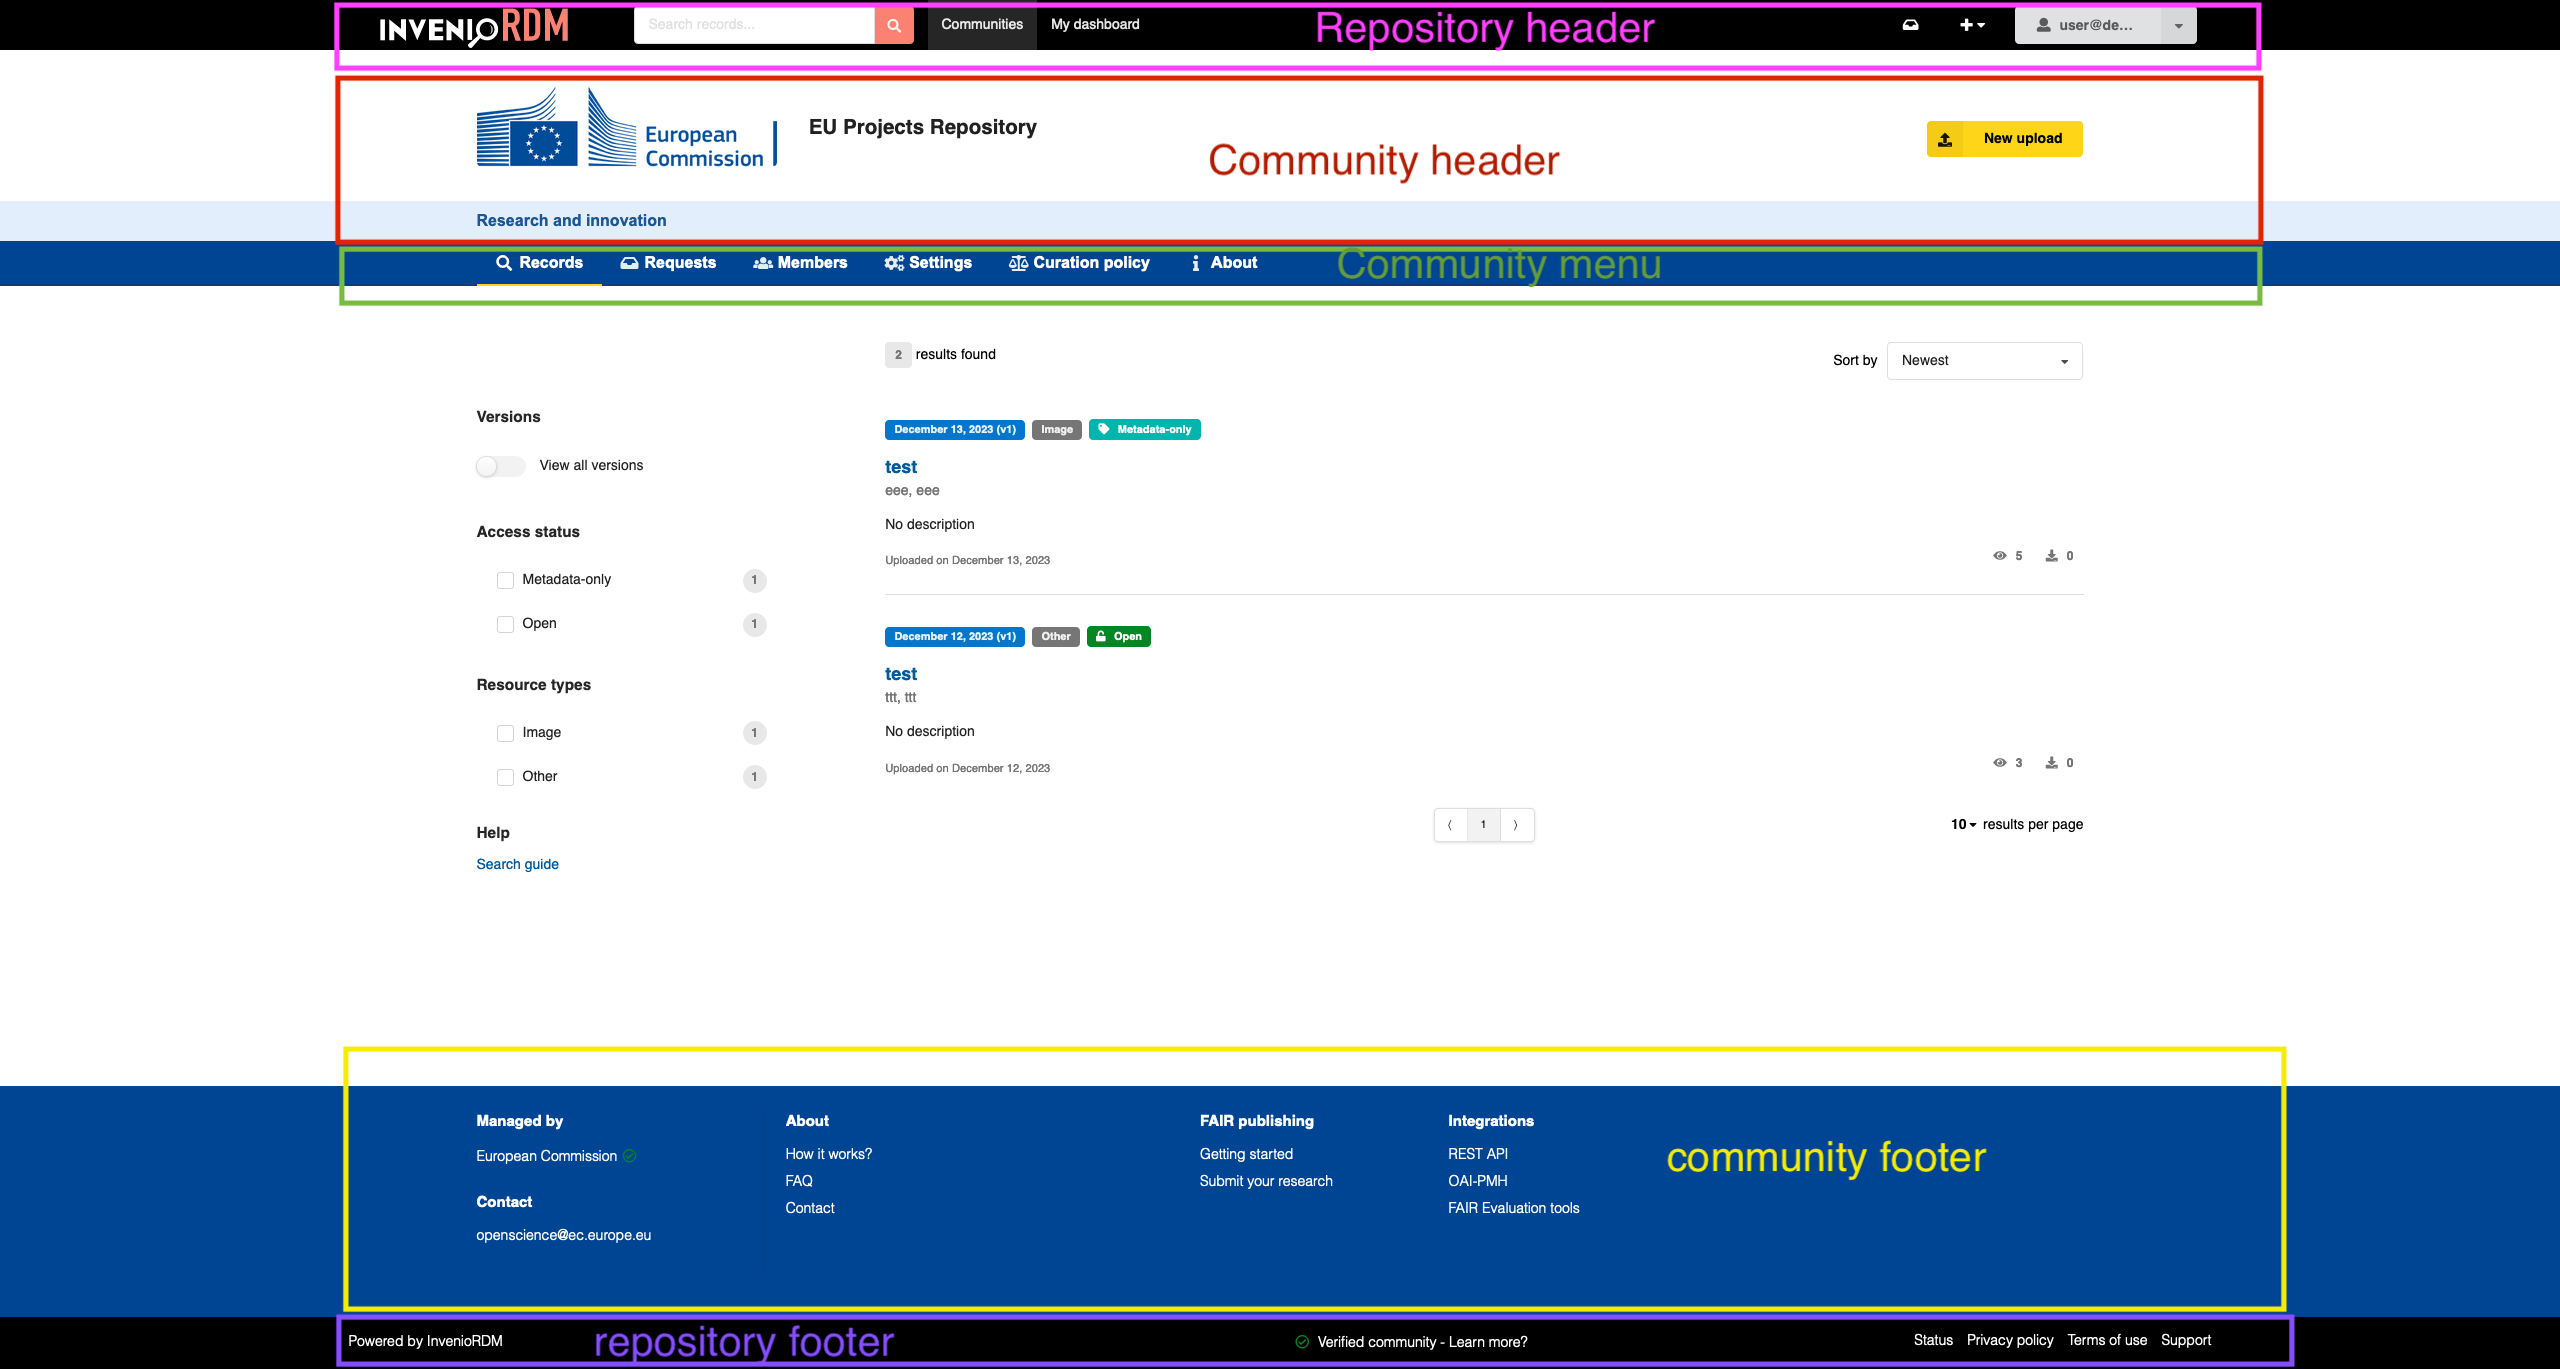 INVENIORDM
Search records...
Communities
My dashboard
Repository header
user@de...
European
Commission
EU Projects Repository
Community header
New upload
Research and innovation
Records
Requests
Members
Settings
Curation policy
About
Community menu
2 results found
Sort by
Newest
Versions
View all versions
Access status
Metadata-only 1
Open 1
Resource types
Image 1
Other 1
Help
Search guide
December 13, 2023 (v1) Image Metadata-only
test
eee, eee
No description
Uploaded on December 13, 2023
5 0
December 12, 2023 (v1) Other Open
test
ttt, ttt
No description
Uploaded on December 12, 2023
3 0
⟨ 1 ⟩
10 results per page
Managed by
European Commission
Contact
openscience@ec.europe.eu
About
How it works?
FAQ
Contact
FAIR publishing
Getting started
Submit your research
Integrations
REST API
OAI-PMH
FAIR Evaluation tools
community footer
Powered by InvenioRDM
repository footer
Verified community - Learn more?
Status Privacy policy Terms of use Support